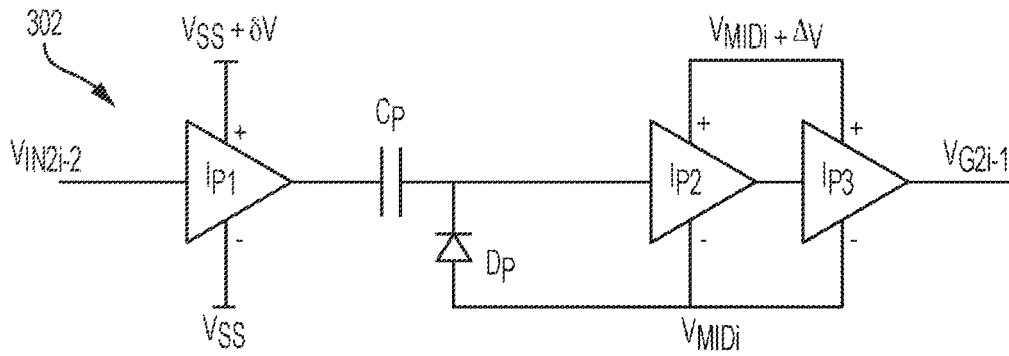 302
VSS + δV
VMIDi + ΔV
CP
+
+
+
VIN2i-2
IP1
IP2
IP3
VG2i-1
-
-
-
DP
VSS
VMIDi